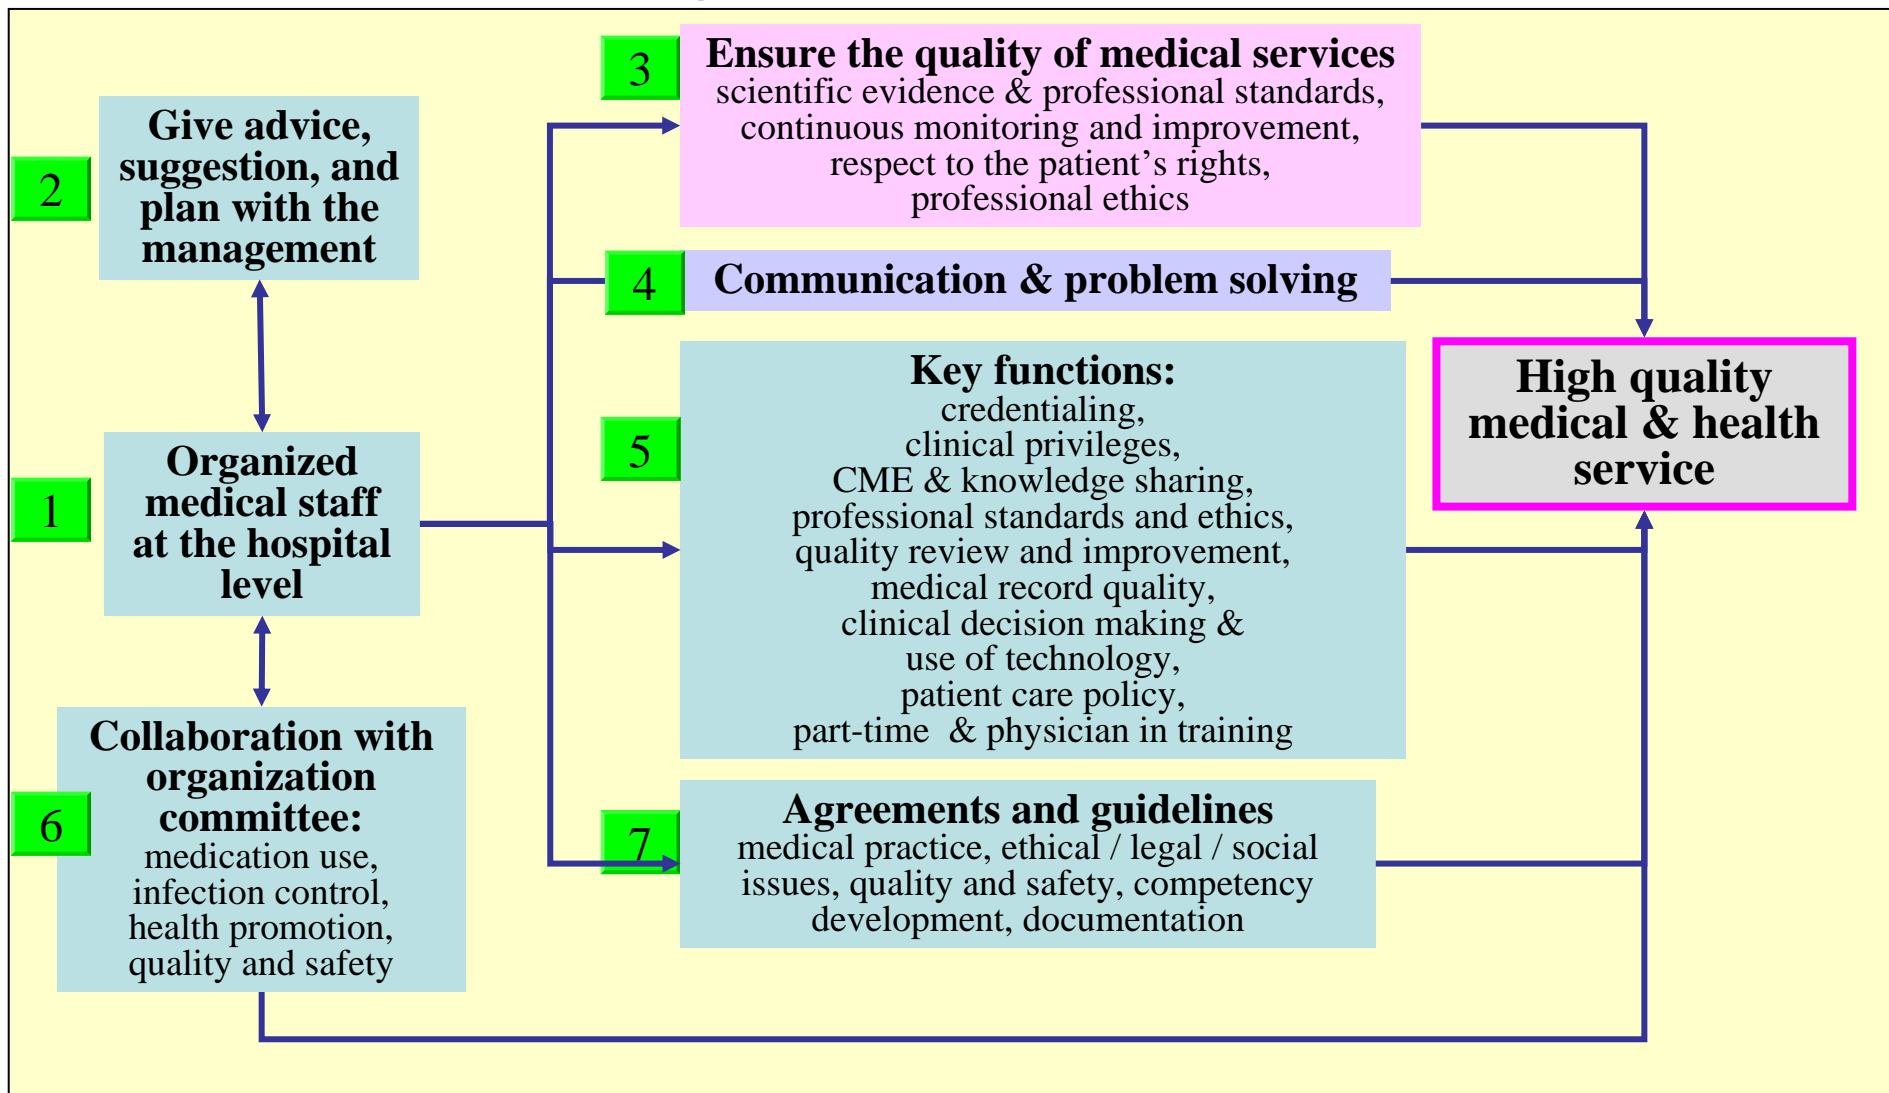 3
Ensure the quality of medical services
scientific evidence & professional standards,
continuous monitoring and improvement,
respect to the patient’s rights,
professional ethics
2
Give advice,
suggestion, and
plan with the
management
4
Communication & problem solving
5
Key functions:
credentialing,
clinical privileges,
CME & knowledge sharing,
professional standards and ethics,
quality review and improvement,
medical record quality,
clinical decision making &
use of technology,
patient care policy,
part-time & physician in training
High quality
medical & health
service
1
Organized
medical staff
at the hospital
level
6
Collaboration with
organization
committee:
medication use,
infection control,
health promotion,
quality and safety
7
Agreements and guidelines
medical practice, ethical / legal / social
issues, quality and safety, competency
development, documentation